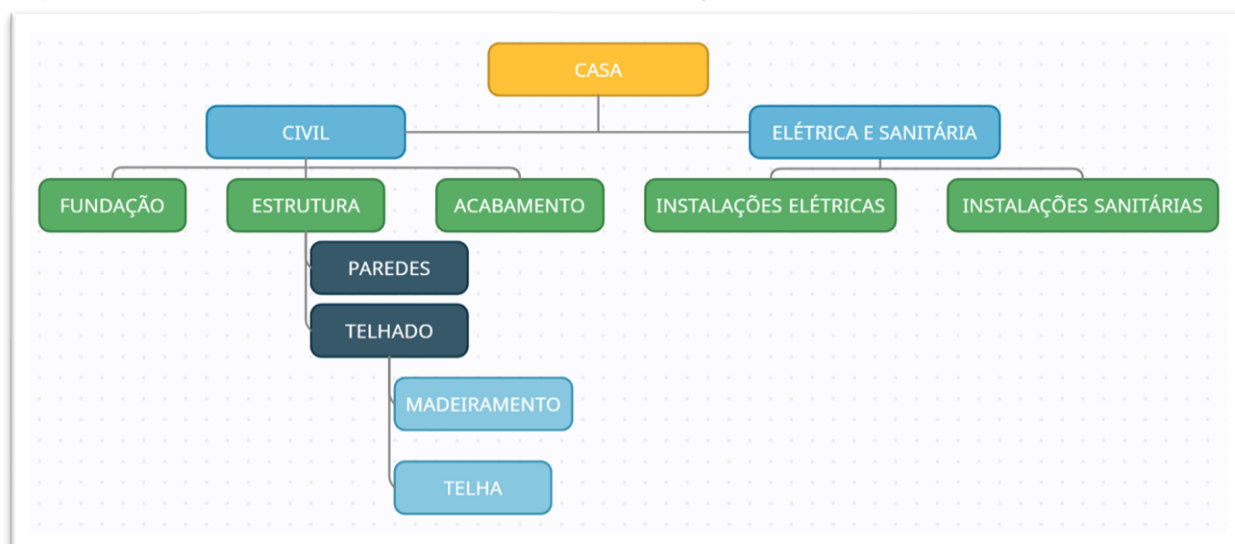 CASA
CIVIL
ELÉTRICA E SANITÁRIA
FUNDAÇÃO
ESTRUTURA
ACABAMENTO
INSTALAÇÕES ELÉTRICAS
INSTALAÇÕES SANITÁRIAS
PAREDES
TELHADO
MADEIRAMENTO
TELHA